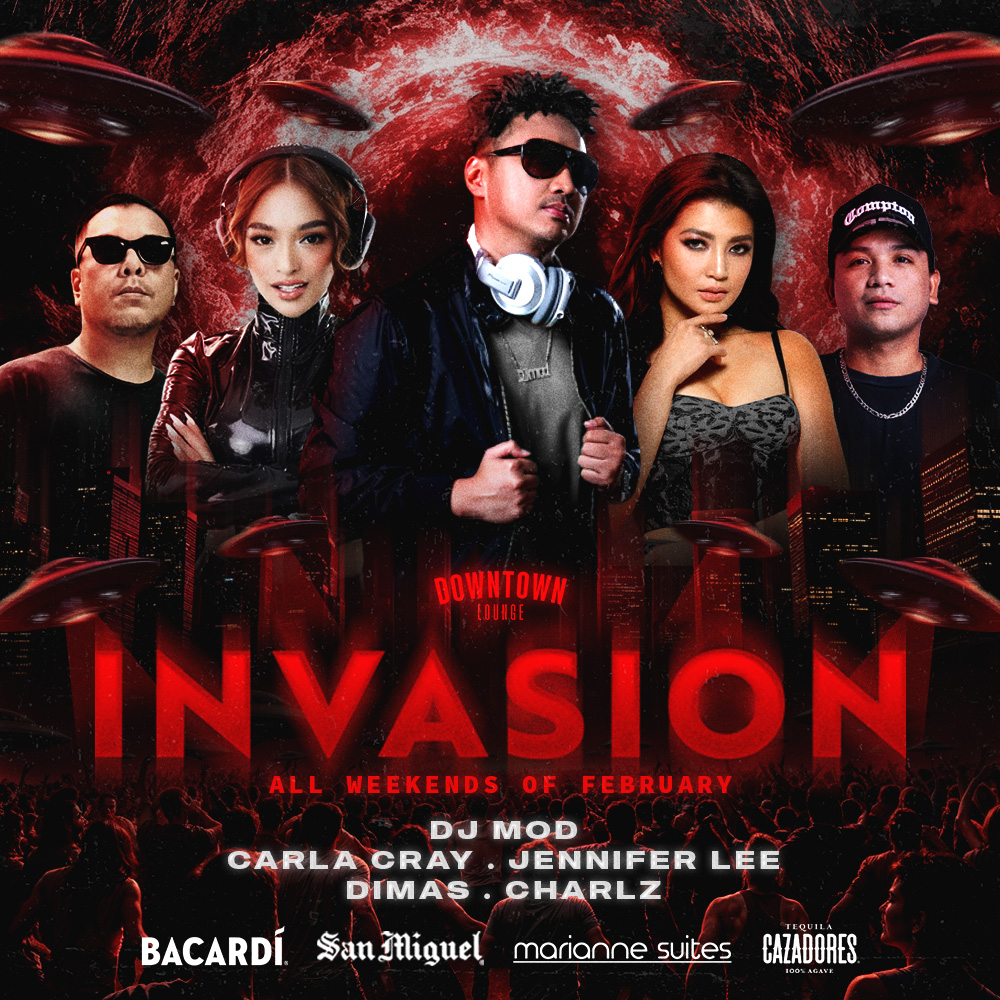 Compton
Djmod
DOWNTOWN
LOUNGE
INVASION
ALL WEEKENDS OF FEBRUARY
DJ MOD
CARLA CRAY . JENNIFER LEE
DIMAS . CHARLZ
BACARDÍ
San Miguel
marianne suites
TEQUILA
CAZADORES
100% AGAVE